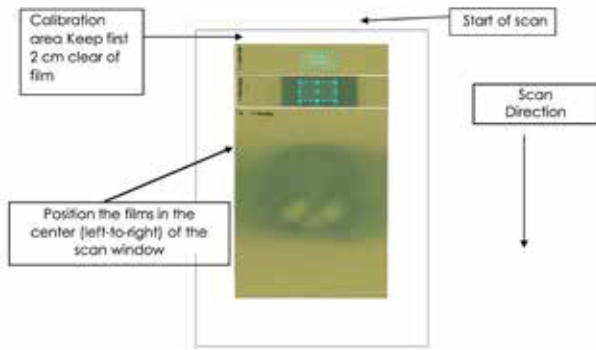 Calibration
area Keep first
2 cm clear of
film
Start of scan
Scan
Direction
Position the films in the
center (left-to-right) of the
scan window